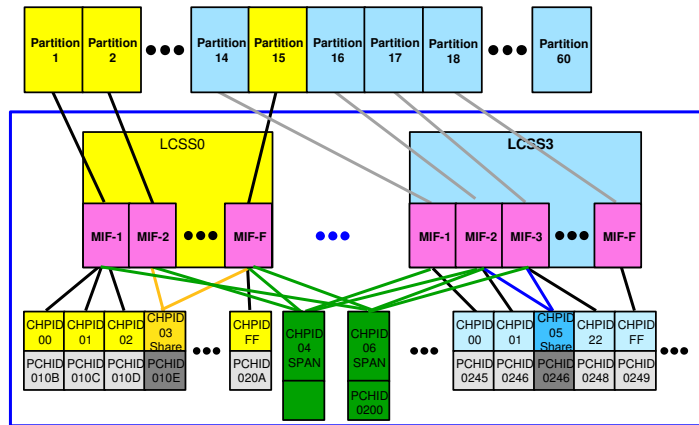 Partition 1
Partition 2
Partition 14
Partition 15
Partition 16
Partition 17
Partition 18
Partition 60
LCSS0
LCSS3
MIF-1
MIF-2
MIF-F
MIF-1
MIF-2
MIF-3
MIF-F
CHPID 00
CHPID 01
CHPID 02
CHPID 03 Share
CHPID FF
CHPID 04 SPAN
CHPID 06 SPAN
CHPID 00
CHPID 01
CHPID 05 Share
CHPID 22
CHPID FF
PCHID 010B
PCHID 010C
PCHID 010D
PCHID 010E
PCHID 020A
PCHID 0200
PCHID 0245
PCHID 0246
PCHID 0246
PCHID 0248
PCHID 0249